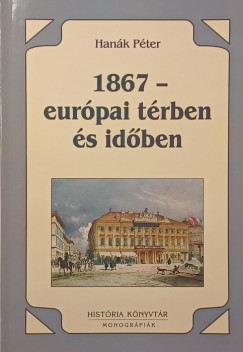 Hanák Péter
1867 –
európai térben
és időben
HISTÓRIA KÖNYVTÁR
MONOGRÁFIÁK